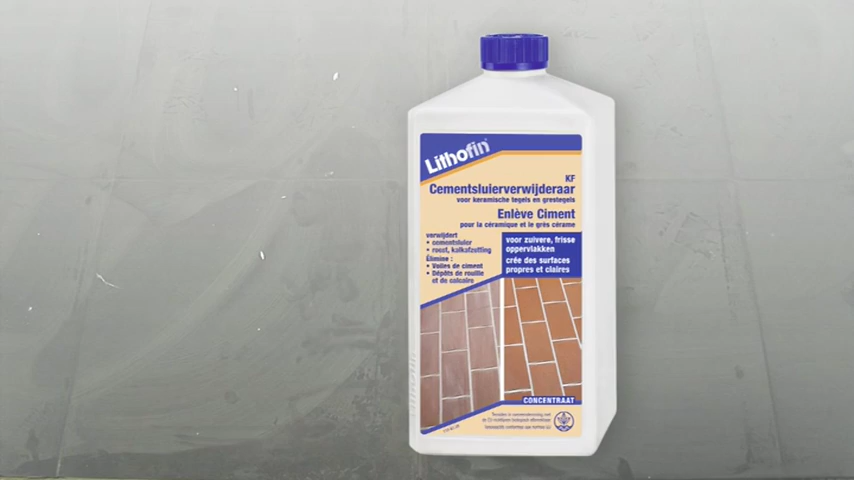 Lithofin®
KF
Cementsluierverwijderaar
voor keramische tegels en grestegels
Enlève Ciment
pour la céramique et le grès cérame
verwijdert
• cementsluier
• roest, kalkafzetting
Élimine :
• Voiles de ciment
• Dépôts de rouille
et de calcaire
voor zuivere, frisse
oppervlakken
crée des surfaces
propres et claires
CONCENTRAAT